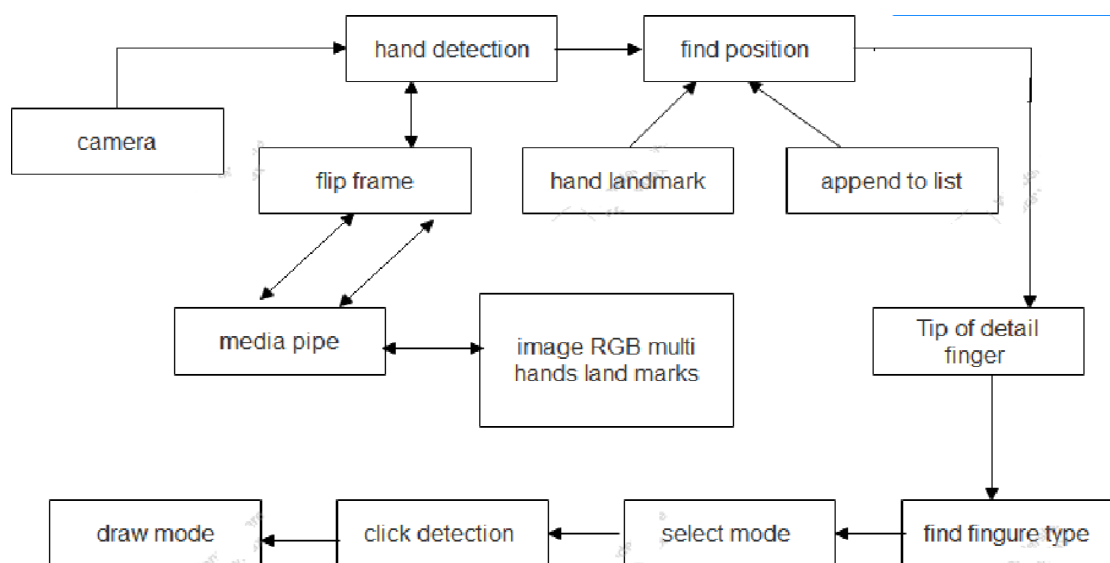 hand detection
find position
camera
flip frame
hand landmark
append to list
media pipe
image RGB multi
hands land marks
Tip of detail
finger
draw mode
click detection
select mode
find fingure type